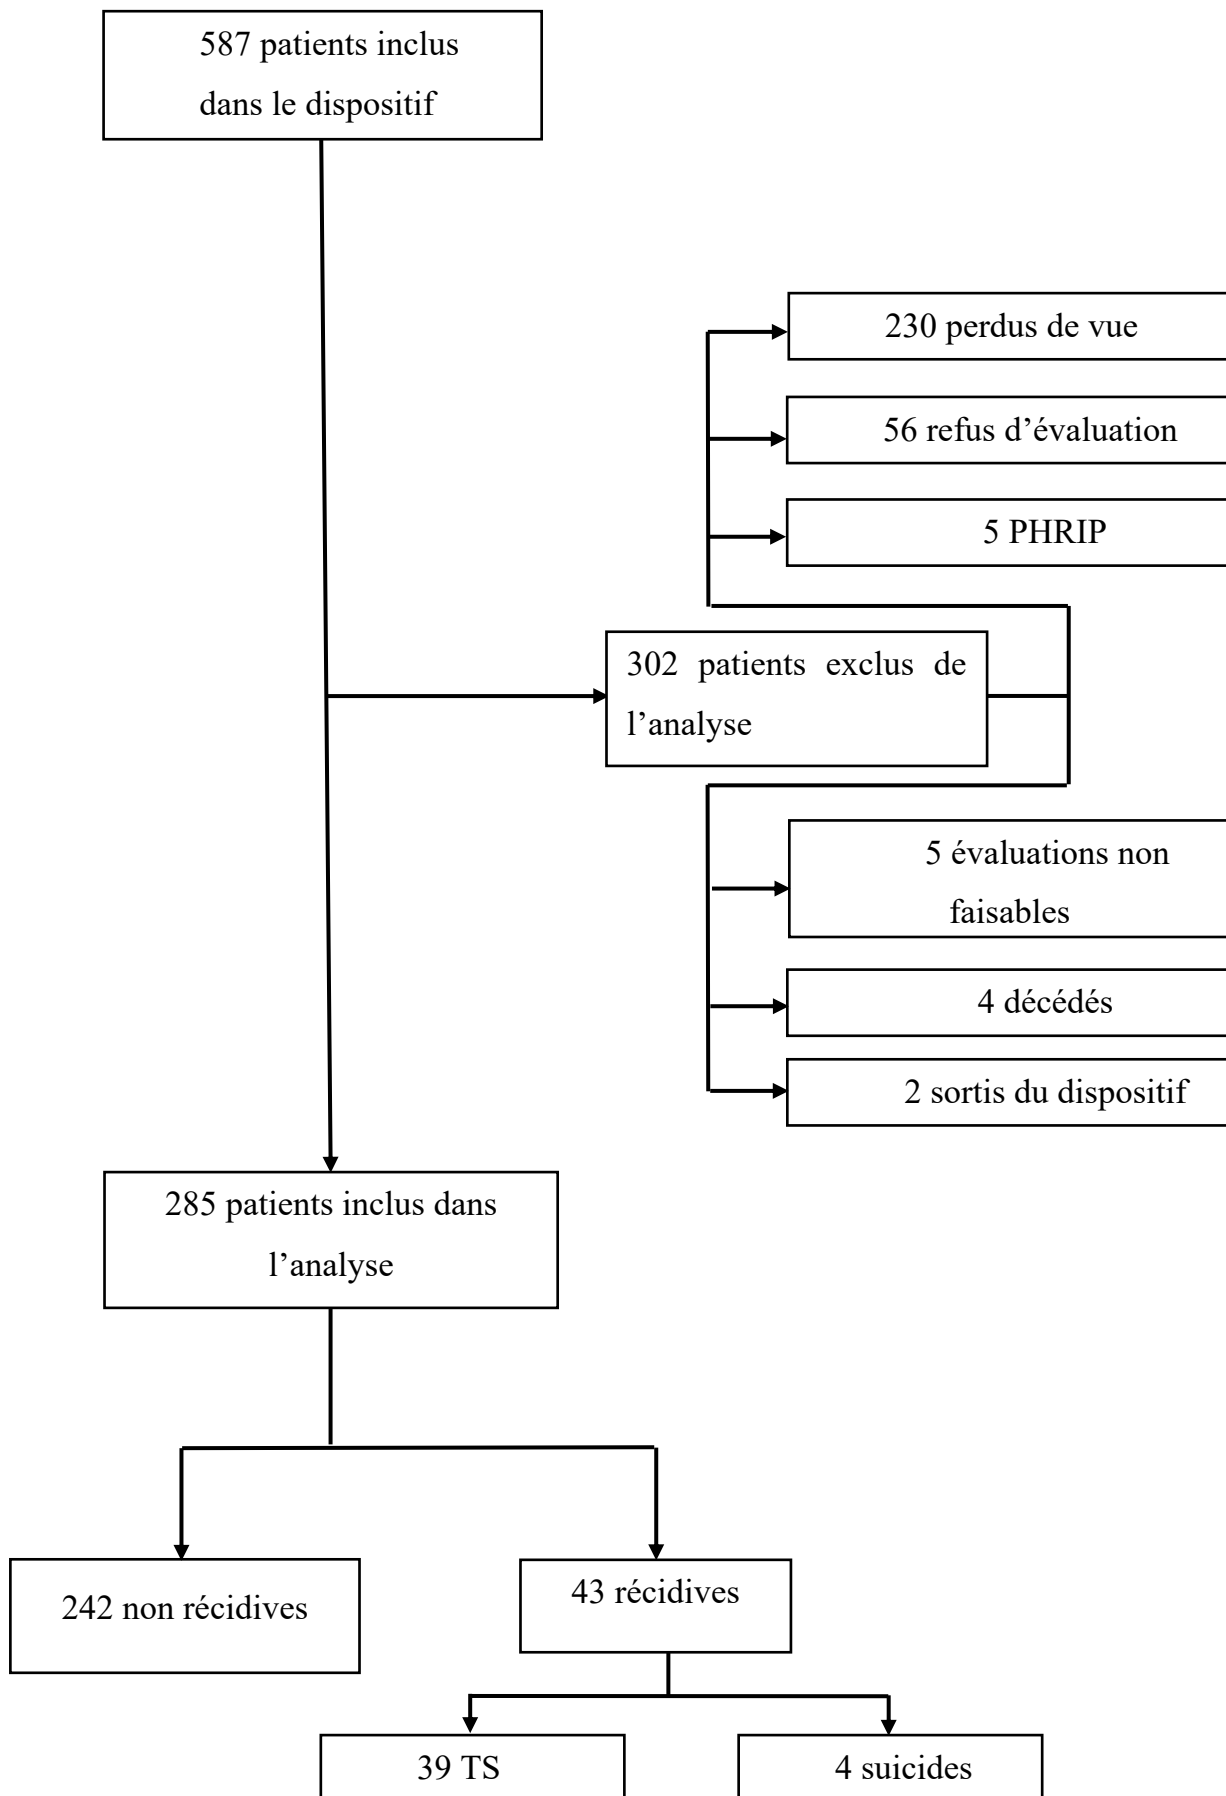 587 patients inclus
dans le dispositif
230 perdus de vue
56 refus d’évaluation
5 PHRIP
302 patients exclus de
l’analyse
5 évaluations non
faisables
4 décédés
2 sortis du dispositif
285 patients inclus dans
l’analyse
242 non récidives
43 récidives
39 TS
4 suicides